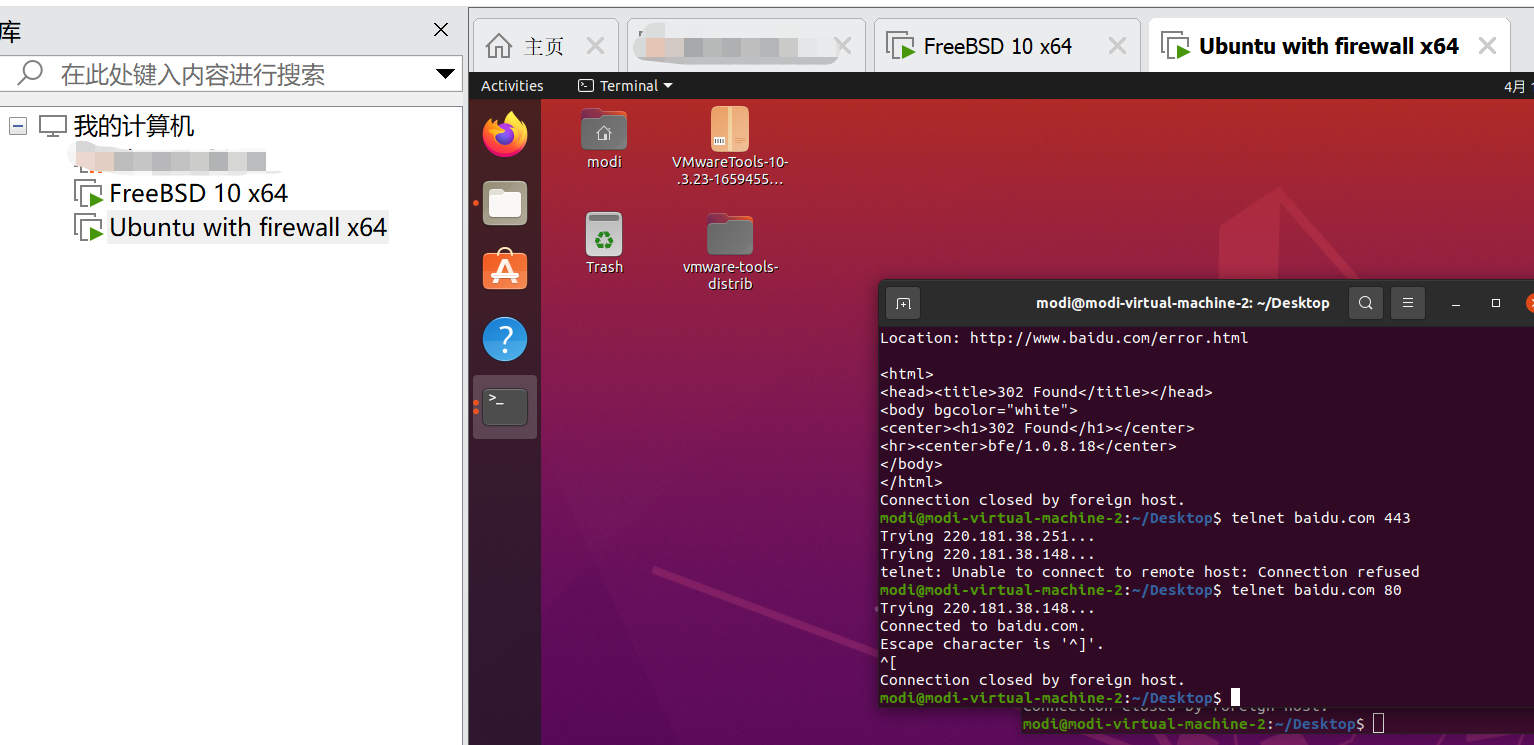 库
在此处键入内容进行搜索
我的计算机
FreeBSD 10 x64
Ubuntu with firewall x64
主页
FreeBSD 10 x64
Ubuntu with firewall x64
Activities
Terminal
4月
modi
VMwareTools-10-
.3.23-1659455…
Trash
vmware-tools-
distrib
modi@modi-virtual-machine-2: ~/Desktop
Location: http://www.baidu.com/error.html
<html>
<head><title>302 Found</title></head>
<body bgcolor="white">
<center><h1>302 Found</h1></center>
<hr><center>bfe/1.0.8.18</center>
</body>
</html>
Connection closed by foreign host.
modi@modi-virtual-machine-2:~/Desktop$ telnet baidu.com 443
Trying 220.181.38.251...
Trying 220.181.38.148...
telnet: Unable to connect to remote host: Connection refused
modi@modi-virtual-machine-2:~/Desktop$ telnet baidu.com 80
Trying 220.181.38.148...
Connected to baidu.com.
Escape character is '^]'.
^[
Connection closed by foreign host.
modi@modi-virtual-machine-2:~/Desktop$
Connection closed by foreign host.
modi@modi-virtual-machine-2:~/Desktop$